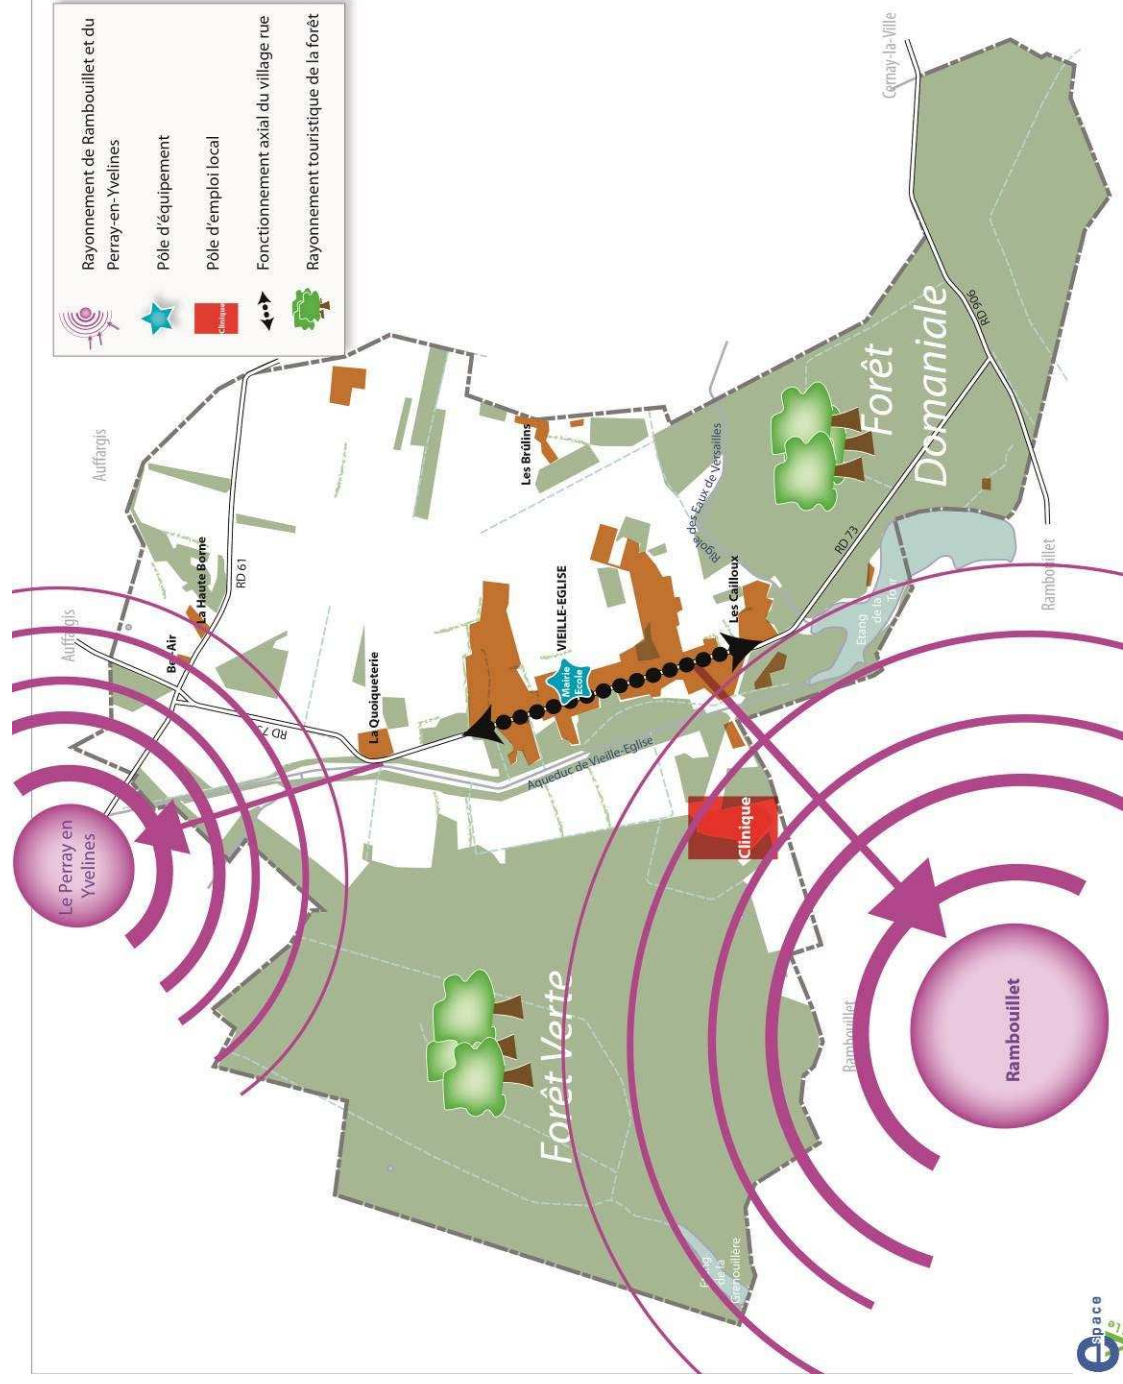 Rayonnement de Rambouillet et du
Perray-en-Yvelines
Pôle d'équipement
Pôle d'emploi local
Clinique
Fonctionnement axial du village rue
Rayonnement touristique de la forêt
Cernay-la-Ville
Auffargis
Auffargis
La Haute Borne
Bel-Air
RD 61
RD 7
La Quoiqueterie
Le Perray en
Yvelines
Les Brûlins
VIEILLE-EGLISE
Mairie
Ecole
Aqueduc de Vieille-Eglise
Rigole des Eaux de Versailles
Les Cailloux
Forêt
Domaniale
RD 906
RD 73
Etang
de la
Tour
Rambouillet
Clinique
Forêt Verte
Rambouillet
Rambouillet
Etang
de la
Grenouillère
espace